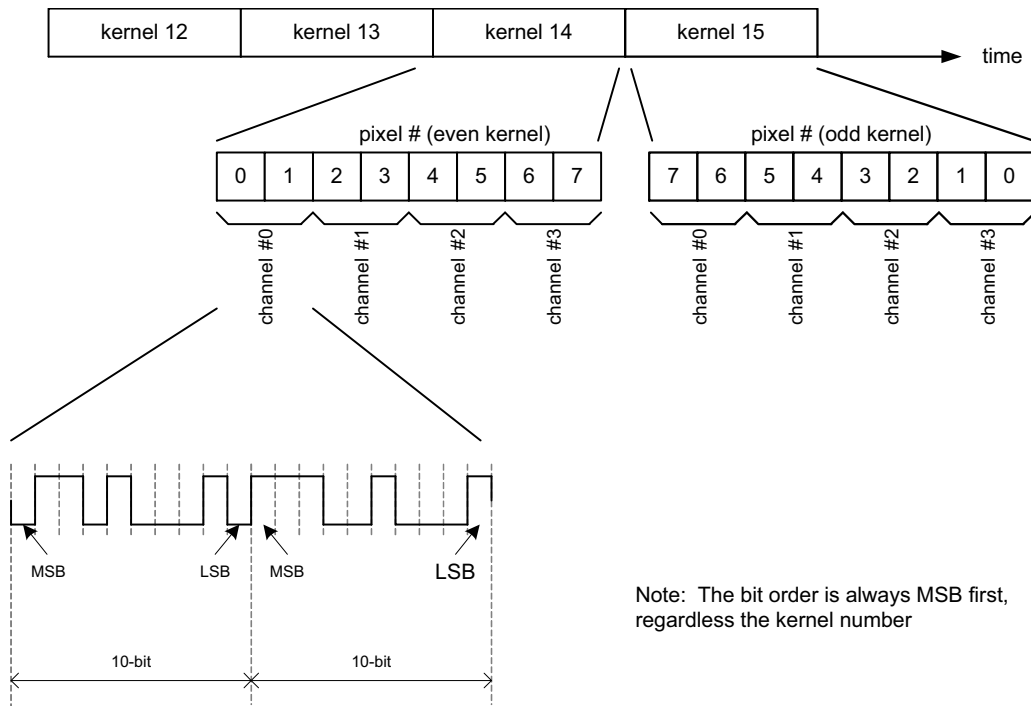 kernel 12 kernel 13 kernel 14 kernel 15
time
pixel # (even kernel) pixel # (odd kernel)
0 1 2 3 4 5 6 7 7 6 5 4 3 2 1 0
channel #0 channel #1 channel #2 channel #3 channel #0 channel #1 channel #2 channel #3
MSB LSB MSB LSB
Note: The bit order is always MSB first,
regardless the kernel number
10-bit 10-bit